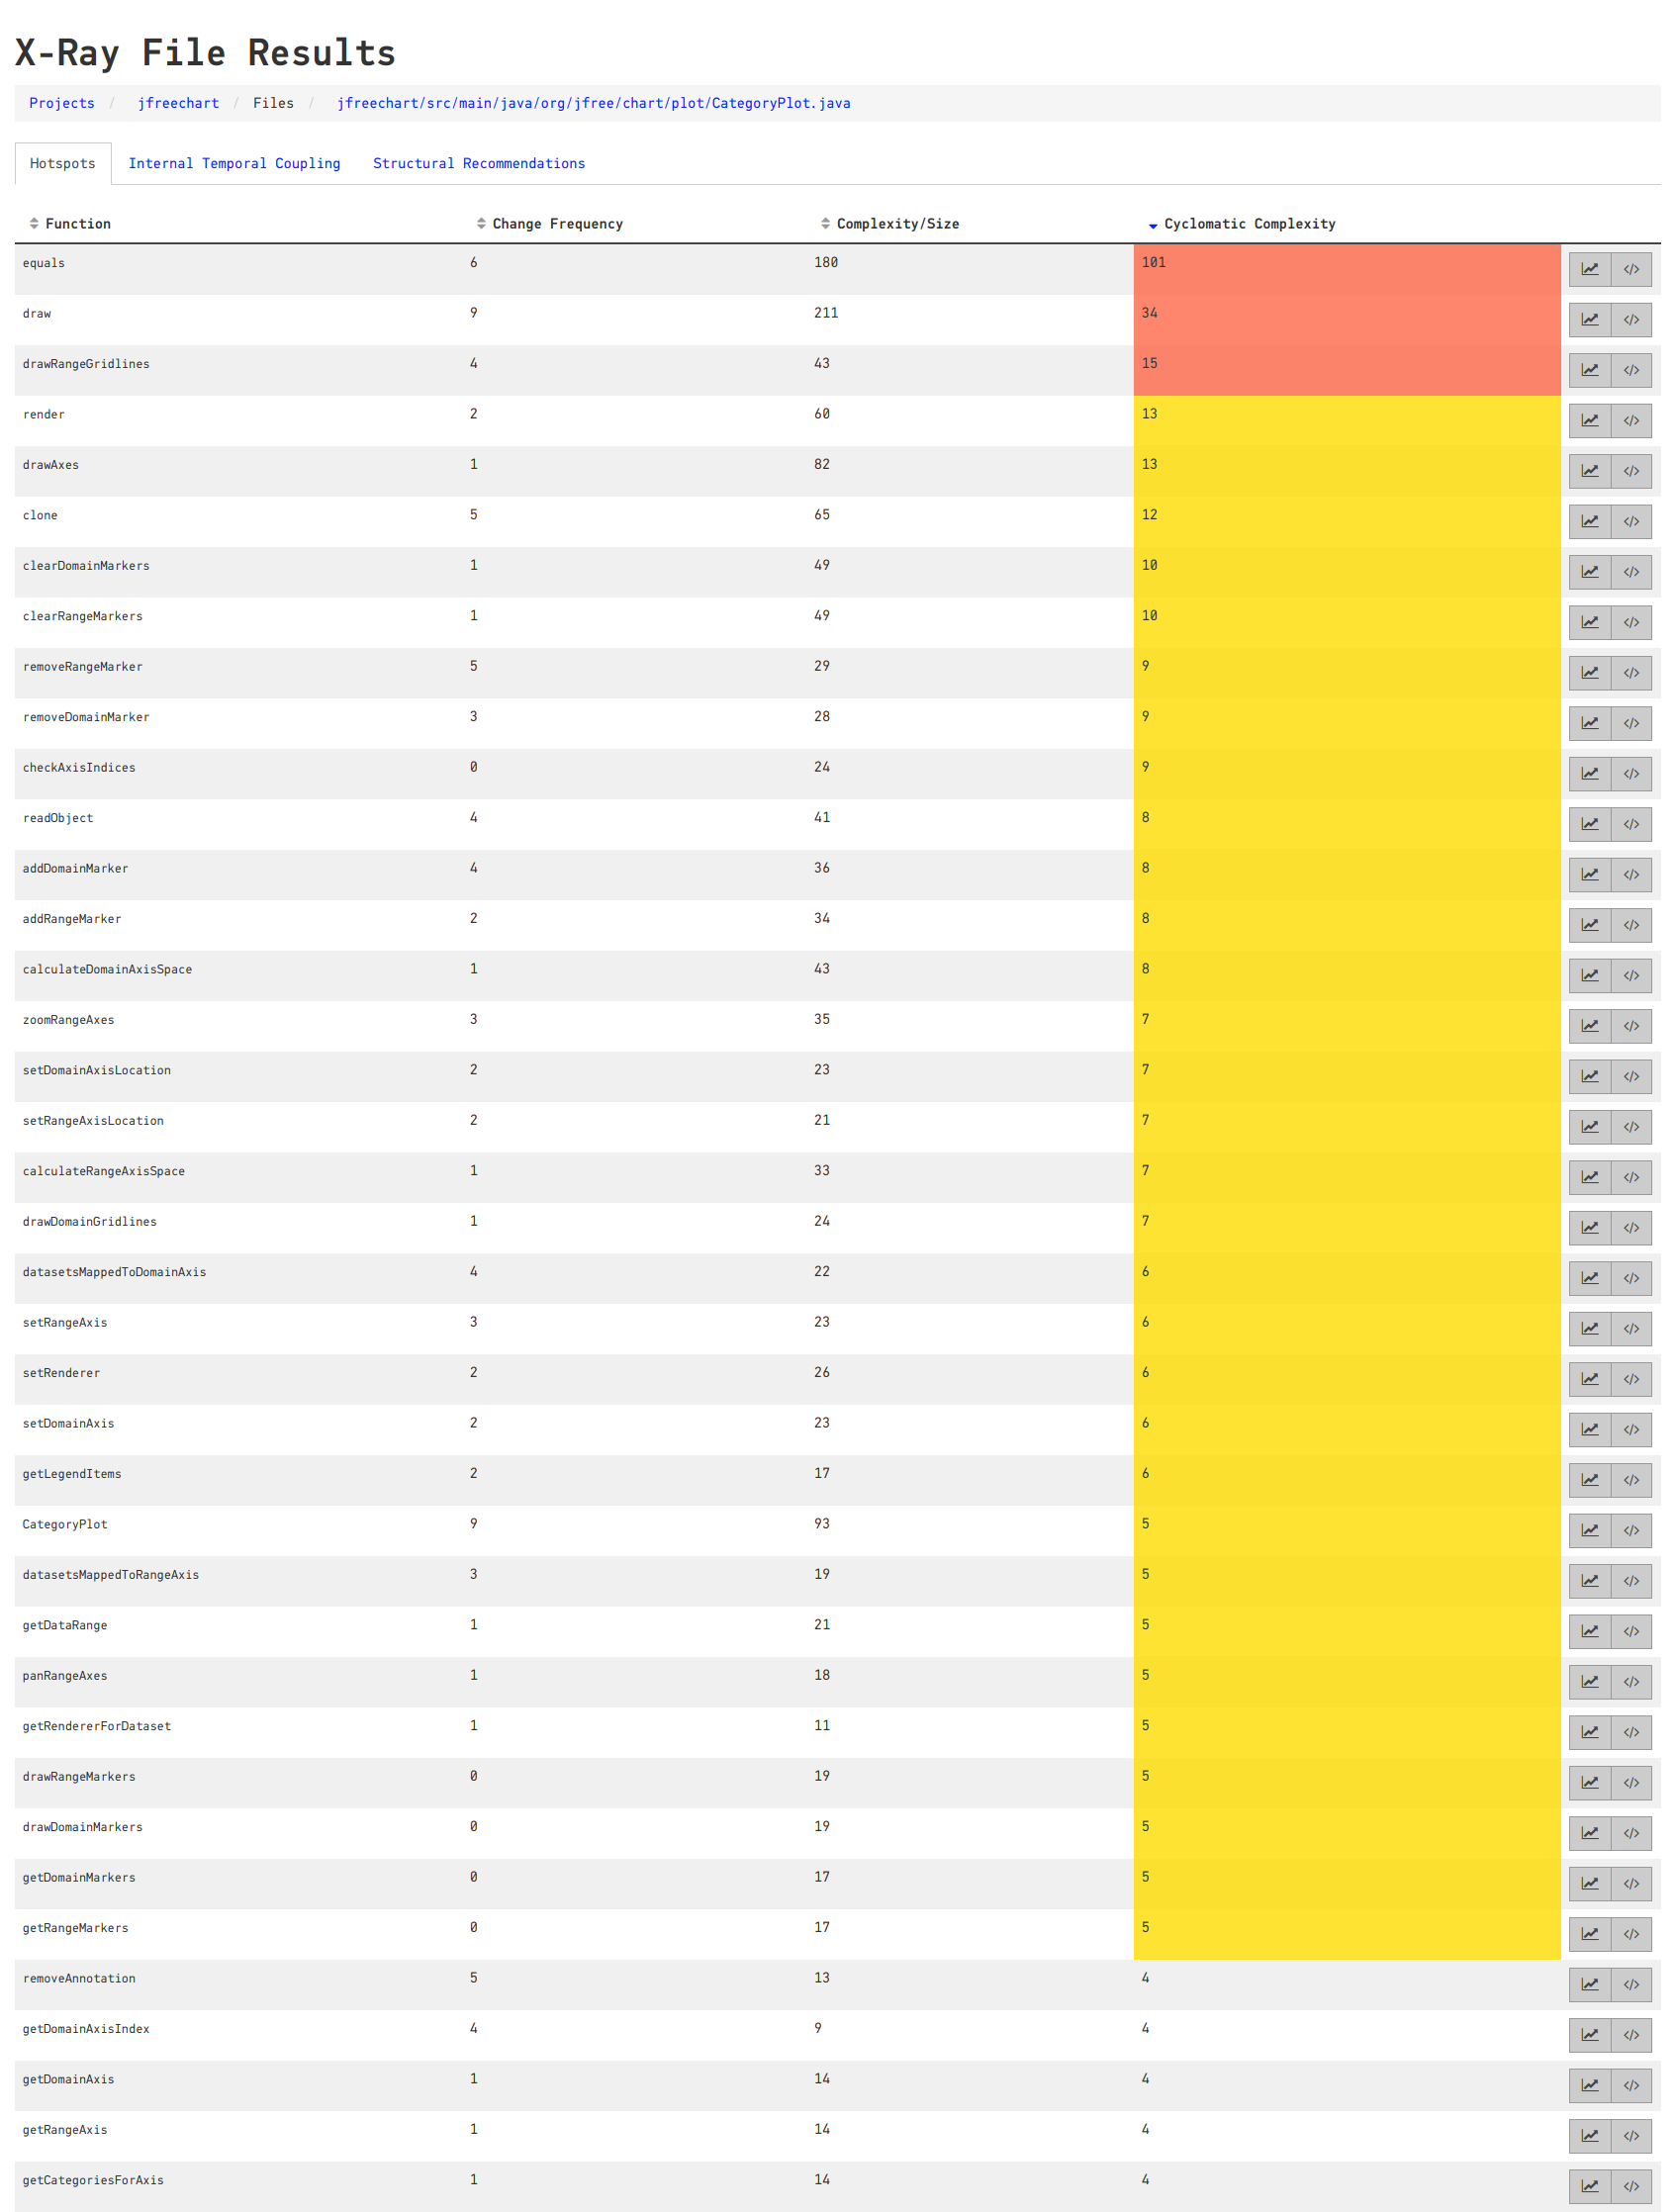 X-Ray File Results
Projects / jfreechart / Files / jfreechart/src/main/java/org/jfree/chart/plot/CategoryPlot.java
Hotspots Internal Temporal Coupling Structural Recommendations
Function Change Frequency Complexity/Size Cyclomatic Complexity
equals 6 180 101 </>
draw 9 211 34 </>
drawRangeGridlines 4 43 15 </>
render 2 60 13 </>
drawAxes 1 82 13 </>
clone 5 65 12 </>
clearDomainMarkers 1 49 10 </>
clearRangeMarkers 1 49 10 </>
removeRangeMarker 5 29 9 </>
removeDomainMarker 3 28 9 </>
checkAxisIndices 0 24 9 </>
readObject 4 41 8 </>
addDomainMarker 4 36 8 </>
addRangeMarker 2 34 8 </>
calculateDomainAxisSpace 1 43 8 </>
zoomRangeAxes 3 35 7 </>
setDomainAxisLocation 2 23 7 </>
setRangeAxisLocation 2 21 7 </>
calculateRangeAxisSpace 1 33 7 </>
drawDomainGridlines 1 24 7 </>
datasetsMappedToDomainAxis 4 22 6 </>
setRangeAxis 3 23 6 </>
setRenderer 2 26 6 </>
setDomainAxis 2 23 6 </>
getLegendItems 2 17 6 </>
CategoryPlot 9 93 5 </>
datasetsMappedToRangeAxis 3 19 5 </>
getDataRange 1 21 5 </>
panRangeAxes 1 18 5 </>
getRendererForDataset 1 11 5 </>
drawRangeMarkers 0 19 5 </>
drawDomainMarkers 0 19 5 </>
getDomainMarkers 0 17 5 </>
getRangeMarkers 0 17 5 </>
removeAnnotation 5 13 4 </>
getDomainAxisIndex 4 9 4 </>
getDomainAxis 1 14 4 </>
getRangeAxis 1 14 4 </>
getCategoriesForAxis 1 14 4 </>